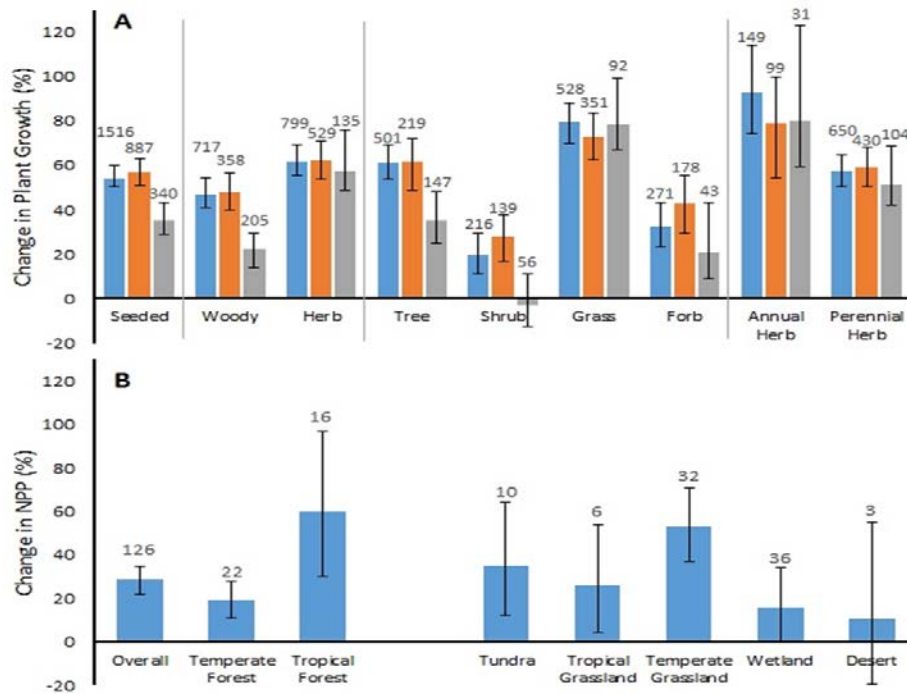 A
Change in Plant Growth (%)
120
100
80
60
40
20
0
-20
1516
887
340
717
358
205
799
529
135
501
219
147
216
139
56
528
351
92
271
178
43
149
99
31
650
430
104
Seeded
Woody
Herb
Tree
Shrub
Grass
Forb
Annual
Herb
Perennial
Herb
B
Change in NPP (%)
120
100
80
60
40
20
0
-20
126
22
16
10
6
32
36
3
Overall
Temperate
Forest
Tropical
Forest
Tundra
Tropical
Grassland
Temperate
Grassland
Wetland
Desert